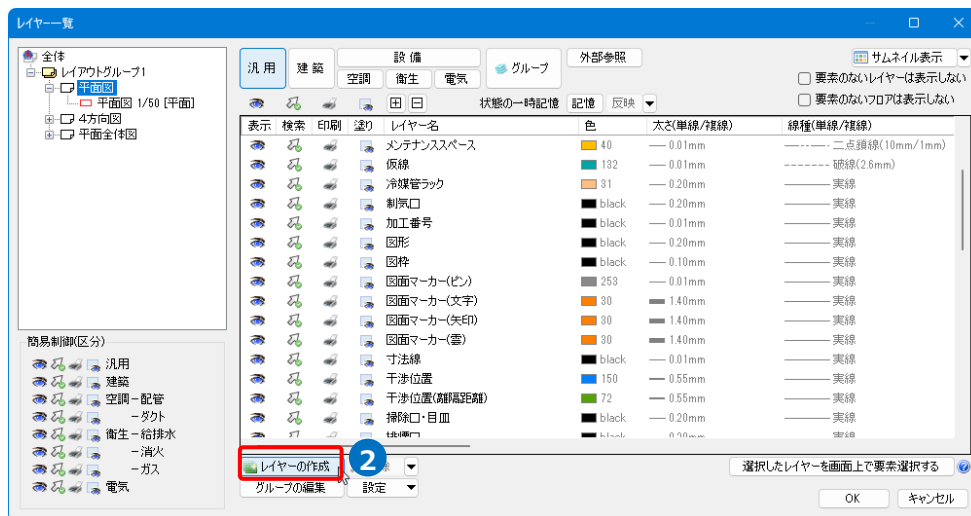 レイヤー一覧
全体
レイアウトグループ1
平面図
平面図 1/50 [平面]
4方向図
平面全体図
簡易制御(区分)
汎用
建築
空調－配管
－ダクト
衛生－給排水
－消火
－ガス
電気
汎用 建築 設備 グループ 外部参照 サムネイル表示
空調 衛生 電気
要素のないレイヤーは表示しない
要素のないフロアは表示しない
状態の一時記憶 記憶 反映
表示 検索 印刷 塗り レイヤー名 色 太さ(単線/複線) 線種(単線/複線)
メンテナンススペース 40 0.01mm 二点鎖線(10mm/1mm)
仮線 132 0.01mm 破線(2.6mm)
冷媒管ラック 31 0.20mm 実線
制気口 black 0.20mm 実線
加工番号 black 0.01mm 実線
図形 black 0.20mm 実線
図枠 black 0.10mm 実線
図面マーカー(ピン) 253 0.01mm 実線
図面マーカー(文字) 30 1.40mm 実線
図面マーカー(矢印) 30 1.40mm 実線
図面マーカー(雲) 30 1.40mm 実線
寸法線 black 0.01mm 実線
干渉位置 150 0.55mm 実線
干渉位置(離隔距離) 72 0.55mm 実線
掃除口・目皿 black 0.20mm 実線
レイヤーの作成 2
選択したレイヤーを画面上で要素選択する
グループの編集 設定
OK キャンセル